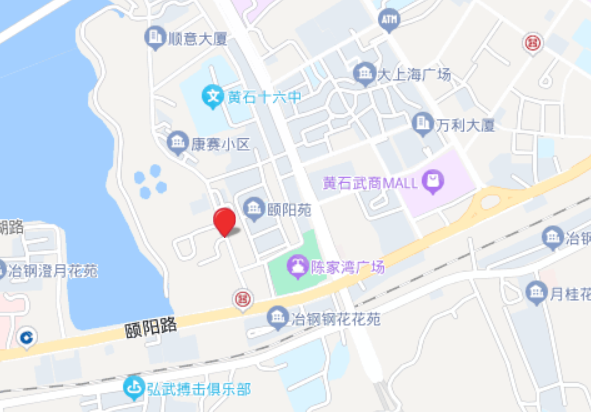 ATM
顺意大厦
大上海广场
文
黄石十六中
万利大厦
康赛小区
黄石武商MALL
颐阳苑
湖路
冶钢
陈家湾广场
冶钢澄月花苑
月桂花
冶钢钢花花苑
颐阳路
弘武搏击俱乐部